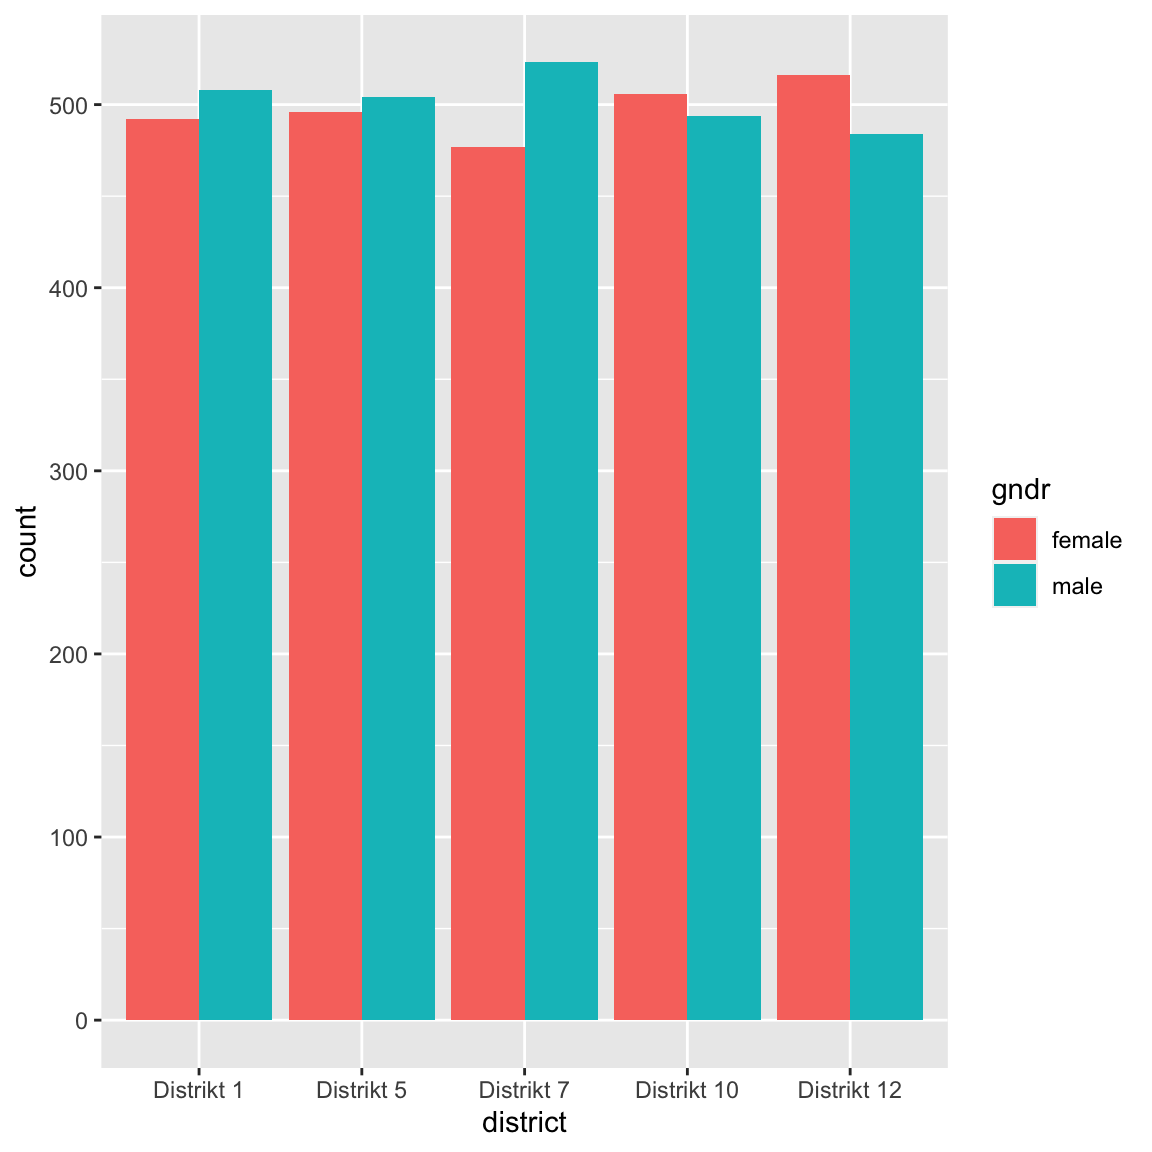 500
400
300
200
100
0
count
Distrikt 1
Distrikt 5
Distrikt 7
Distrikt 10
Distrikt 12
district
gndr
female
male